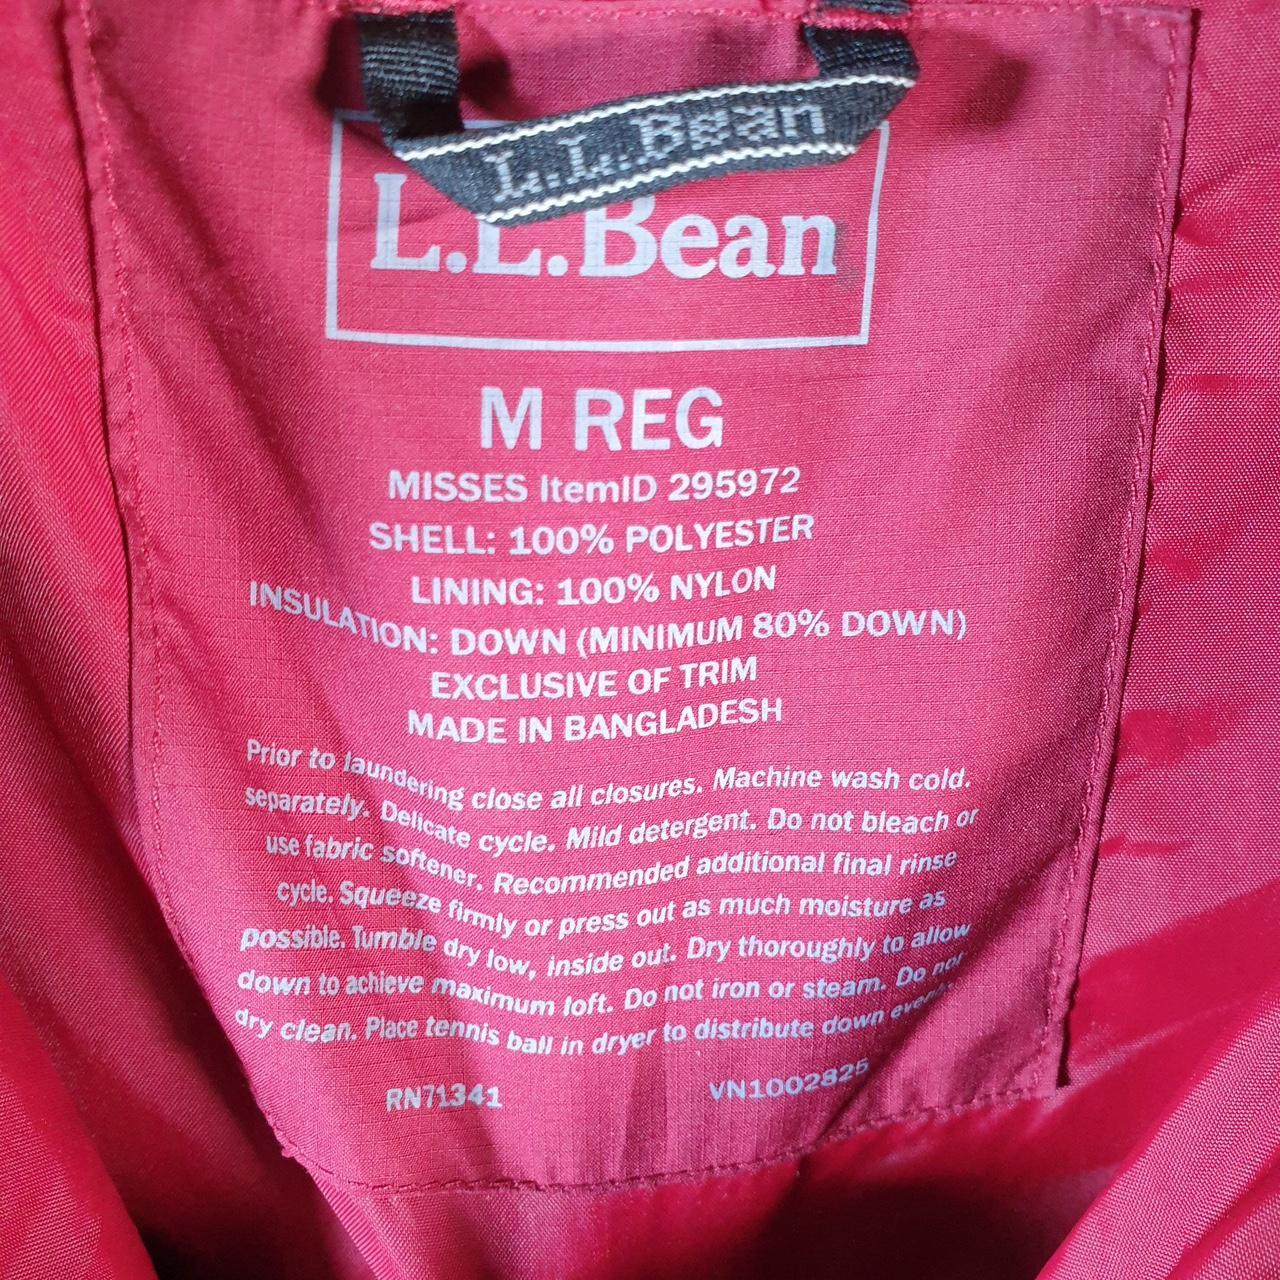 L.L.Bean
L.L.Bean
M REG
MISSES ItemID 295972
SHELL: 100% POLYESTER
LINING: 100% NYLON
INSULATION: DOWN (MINIMUM 80% DOWN)
EXCLUSIVE OF TRIM
MADE IN BANGLADESH
Prior to laundering close all closures. Machine wash cold.
separately. Delicate cycle. Mild detergent. Do not bleach or
use fabric softener. Recommended additional final rinse
cycle. Squeeze firmly or press out as much moisture as
possible. Tumble dry low, inside out. Dry thoroughly to allow
down to achieve maximum loft. Do not iron or steam. Do not
dry clean. Place tennis ball in dryer to distribute down
RN71341 VN1002825